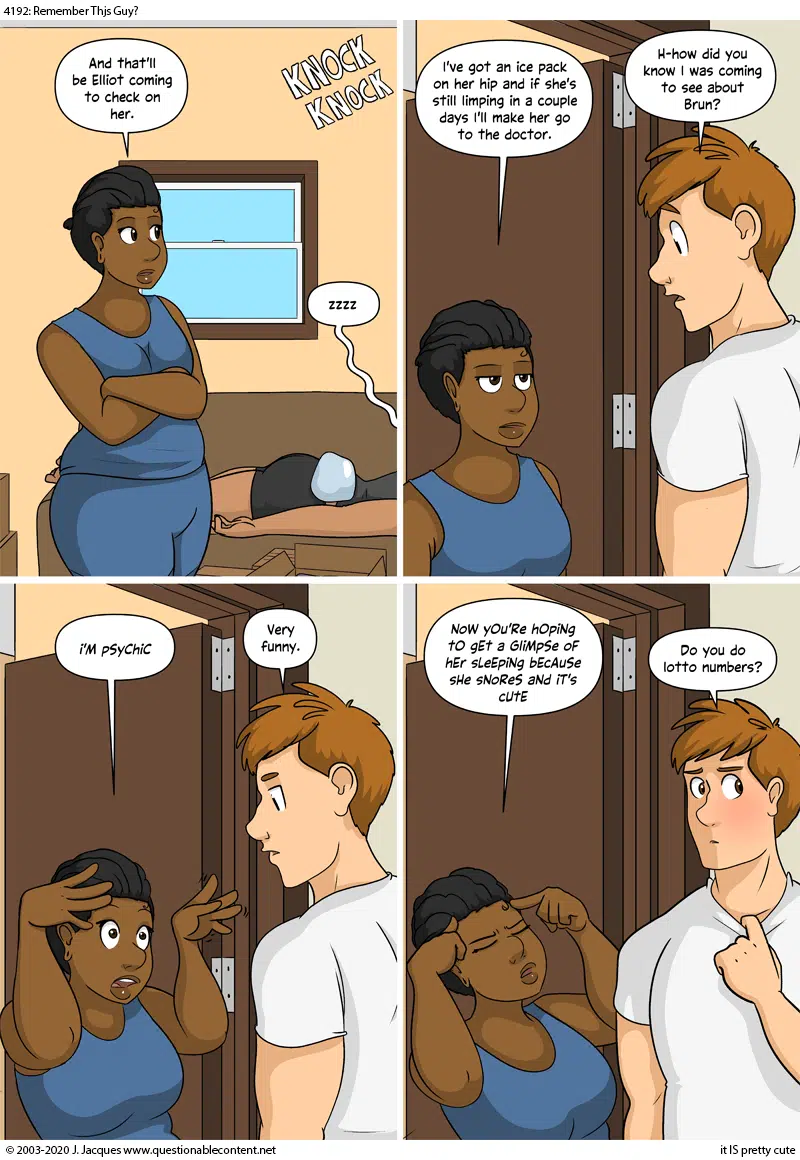 4192: Remember Thjs Guy?
And that'll
be Elliot coming
to check on
her.
KNOCK
KNOCK
zzzz
I've got an ice pack
on her hip and if she's
still limping in a couple
days I'll make her go
to the doctor.
H-how did you
know I was coming
to see about
Brun?
i'M pSyChiC
Very
funny.
NoW yOU'Re hOpiNg
tO gEt a GliMpSe oF
hEr sLeEpiNg bEcAUse
sHe sNoReS aNd iT's
cUtE
Do you do
lotto numbers?
© 2003-2020 J. Jacques www.questionablecontent.net
it IS pretty cute